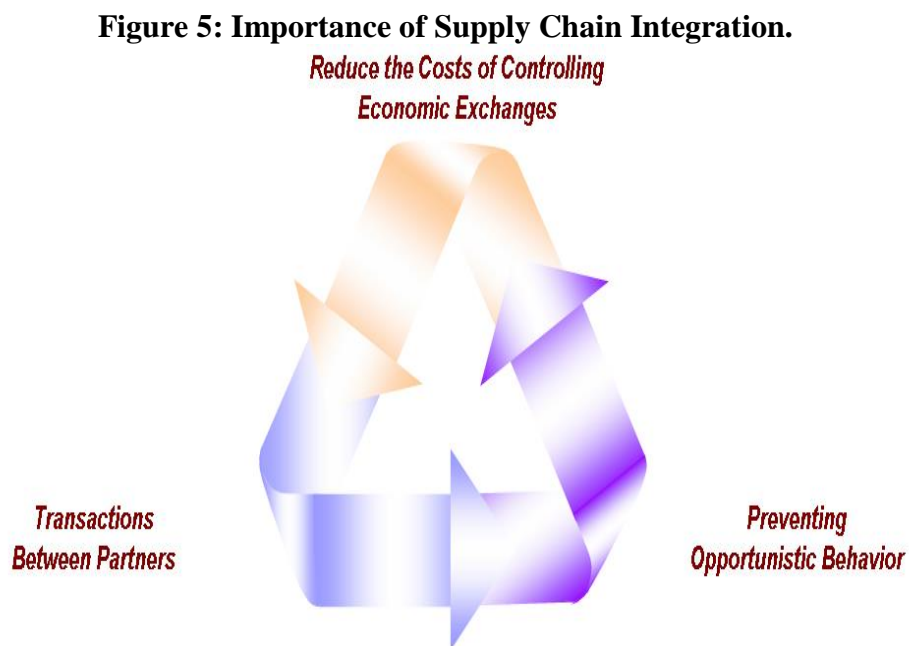 Figure 5: Importance of Supply Chain Integration.
Reduce the Costs of Controlling
Economic Exchanges
Transactions
Between Partners
Preventing
Opportunistic Behavior